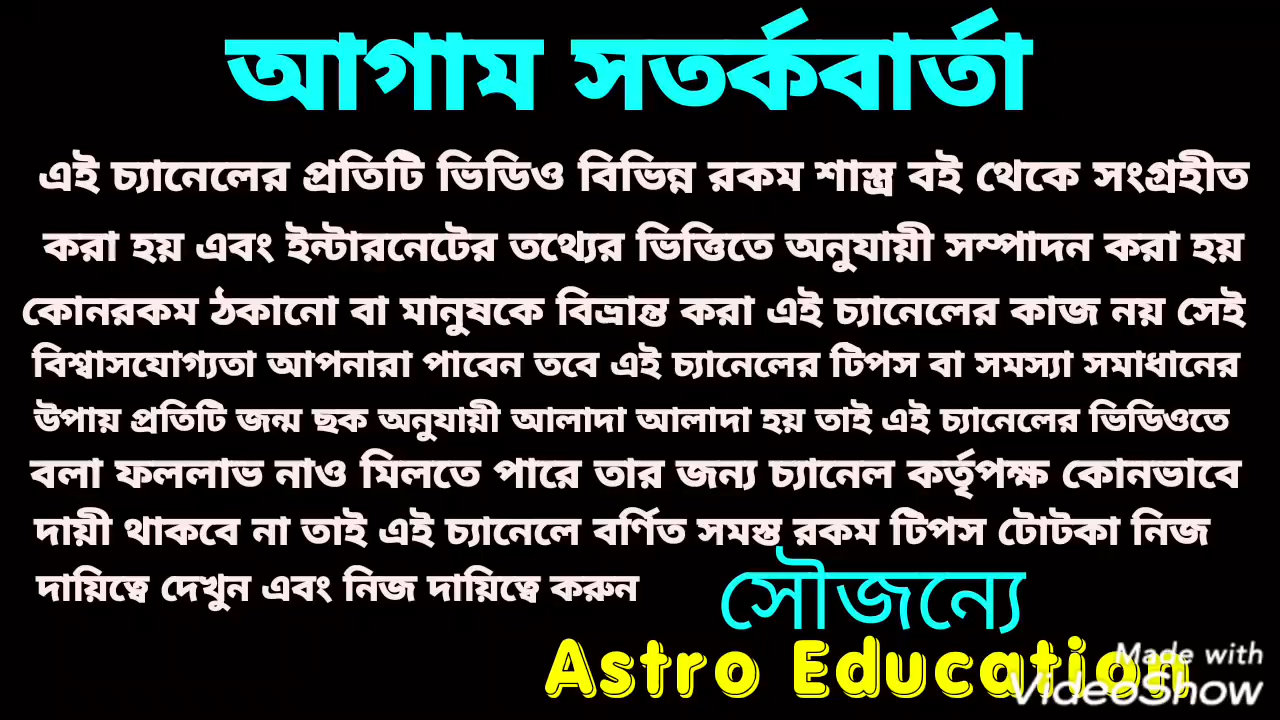 আগাম সতর্কবার্তা
এই চ্যানেলের প্রতিটি ভিডিও বিভিন্ন রকম শাস্ত্র বই থেকে সংগ্রহীত
করা হয় এবং ইন্টারনেটের তথ্যের ভিত্তিতে অনুযায়ী সম্পাদন করা হয়
কোনরকম ঠকানো বা মানুষকে বিভ্রান্ত করা এই চ্যানেলের কাজ নয় সেই
বিশ্বাসযোগ্যতা আপনারা পাবেন তবে এই চ্যানেলের টিপস বা সমস্যা সমাধানের
উপায় প্রতিটি জন্ম ছক অনুযায়ী আলাদা আলাদা হয় তাই এই চ্যানেলের ভিডিওতে
বলা ফললাভ নাও মিলতে পারে তার জন্য চ্যানেল কর্তৃপক্ষ কোনভাবে
দায়ী থাকবে না তাই এই চ্যানেলে বর্ণিত সমস্ত রকম টিপস টোটকা নিজ
দায়িত্বে দেখুন এবং নিজ দায়িত্বে করুন
সৌজন্যে
Astro Education
Made with
VideoShow